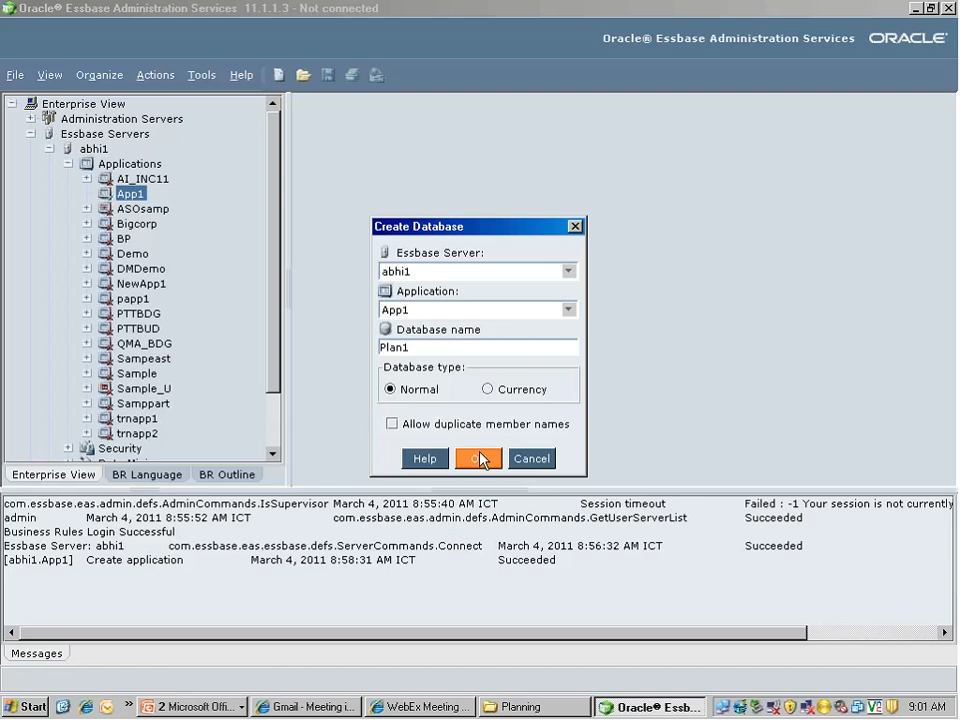 Oracle® Essbase Administration Services 11.1.1.3 - Not connected
Oracle® Essbase Administration Services ORACLE
File View Organize Actions Tools Help
Enterprise View
Administration Servers
Essbase Servers
abhi1
Applications
AI_INC11
App1
ASOsamp
Bigcorp
BP
Demo
DMDemo
NewApp1
papp1
PTTBDG
PTTBUD
QMA_BDG
Sampeast
Sample
Sample_U
Samppart
trnapp1
trnapp2
Security
Enterprise View BR Language BR Outline
Create Database
Essbase Server:
abhi1
Application:
App1
Database name
Plan1
Database type:
Normal Currency
Allow duplicate member names
Help Cancel
com.essbase.eas.admin.defs.AdminCommands.IsSupervisor March 4, 2011 8:55:40 AM ICT Session timeout Failed : -1 Your session is not currently
admin March 4, 2011 8:55:52 AM ICT com.essbase.eas.admin.defs.AdminCommands.GetUserServerList Succeeded
Business Rules Login Successful
Essbase Server: abhi1 com.essbase.eas.essbase.defs.ServerCommands.Connect March 4, 2011 8:56:32 AM ICT Succeeded
[abhi1.App1] Create application March 4, 2011 8:58:31 AM ICT Succeeded
Messages
Start » 2 Microsoft Offi... Gmail - Meeting i... WebEx Meeting ... Planning Oracle® Essb... 9:01 AM